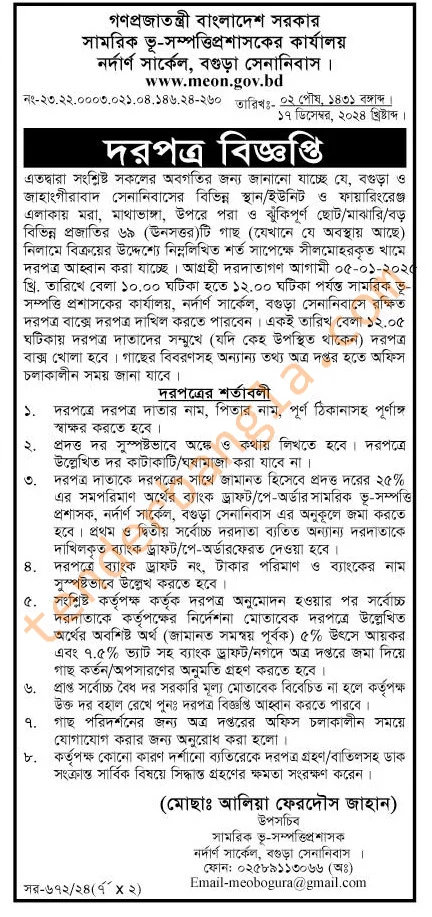 গণপ্রজাতন্ত্রী বাংলাদেশ সরকার
সামরিক ভূ-সম্পত্তিপ্রশাসকের কার্যালয়
নর্দার্ণ সার্কেল, বগুড়া সেনানিবাস ।
www.meon.gov.bd
নং-২৩.২২.০০০৩.০২১.০৪.১৪৬.২৪-২৬০
তারিখঃ- ০২ পৌষ, ১৪৩১ বঙ্গাব্দ ।
১৭ ডিসেম্বর, ২০২৪ খ্রিষ্টাব্দ ।
দরপত্র বিজ্ঞপ্তি
এতদ্বারা সংশ্লিষ্ট সকলের অবগতির জন্য জানানো যাচ্ছে যে, বগুড়া ও
জাহাংগীরাবাদ সেনানিবাসের বিভিন্ন স্থান/ইউনিট ও ফায়ারিংরেঞ্জ
এলাকায় মরা, মাথাভাঙ্গা, উপরে পরা ও ঝুঁকিপূর্ণ ছোট/মাঝারি/বড়
বিভিন্ন প্রজাতির ৬৯ (ঊনসত্তর)টি গাছ (যেখানে যে অবস্থায় আছে)
নিলামে বিক্রয়ের উদ্দেশ্যে নিম্নলিখিত শর্ত সাপেক্ষে সীলমোহরকৃত খামে
দরপত্র আহ্বান করা যাচ্ছে । আগ্রহী দরদাতাগণ আগামী ০৫-০১-২০২৫
খ্রি. তারিখে বেলা ১০.০০ ঘটিকা হতে ১২.০০ ঘটিকা পর্যন্ত সামরিক ভূ-
সম্পত্তি প্রশাসকের কার্যালয়, নর্দার্ণ সার্কেল, বগুড়া সেনানিবাসে রক্ষিত
দরপত্র বাক্সে দরপত্র দাখিল করতে পারবেন । একই তারিখ বেলা ১২.০৫
ঘটিকায় দরপত্র দাতাদের সম্মুখে (যদি কেহ উপস্থিত থাকেন) দরপত্র
বাক্স খোলা হবে । গাছের বিবরণসহ অন্যান্য তথ্য অত্র দপ্তর হতে অফিস
চলাকালীন সময় জানা যাবে ।
দরপত্রের শর্তাবলী
১. দরপত্রে দরপত্র দাতার নাম, পিতার নাম, পূর্ণ ঠিকানাসহ পূর্ণাঙ্গ
স্বাক্ষর করতে হবে ।
২. প্রদত্ত দর সুস্পষ্টভাবে অঙ্কে ও কথায় লিখতে হবে । দরপত্রে
উল্লেখিত দর কাটাকাটি/ঘষামাজা করা যাবে না ।
৩. দরপত্র দাতাকে দরপত্রের সাথে জামানত হিসেবে প্রদত্ত দরের ২৫%
এর সমপরিমাণ অর্থের ব্যাংক ড্রাফট/পে-অর্ডার সামরিক ভূ-সম্পত্তি
প্রশাসক, নর্দার্ণ সার্কেল, বগুড়া সেনানিবাস এর অনুকূলে জমা করতে
হবে । প্রথম ও দ্বিতীয় সর্বোচ্চ দরদাতা ব্যতিত অন্যান্য দরদাতাকে
দাখিলকৃত ব্যাংক ড্রাফট/পে-অর্ডারফেরত দেওয়া হবে ।
৪. দরপত্রে ব্যাংক ড্রাফট নং, টাকার পরিমাণ ও ব্যাংকের নাম
সুস্পষ্টভাবে উল্লেখ করতে হবে ।
৫. সংশ্লিষ্ট কর্তৃপক্ষ কর্তৃক দরপত্র অনুমোদন হওয়ার পর সর্বোচ্চ
দরদাতাকে কর্তৃপক্ষের নির্দেশনা মোতাবেক দরপত্রে উল্লেখিত
অর্থের অবশিষ্ট অর্থ (জামানত সমন্বয় পূর্বক) ৫% উৎসে আয়কর
এবং ৭.৫% ভ্যাট সহ ব্যাংক ড্রাফট/নগদে অত্র দপ্তরে জমা দিয়ে
গাছ কর্তন/অপসারণের অনুমতি গ্রহণ করতে হবে ।
৬. প্রাপ্ত সর্বোচ্চ বৈধ দর সরকারি মূল্য মোতাবেক বিবেচিত না হলে কর্তৃপক্ষ
উক্ত দর বহাল রেখে পুনঃ দরপত্র বিজ্ঞপ্তি আহ্বান করতে পারবে ।
৭. গাছ পরিদর্শনের জন্য অত্র দপ্তরের অফিস চলাকালীন সময়ে
যোগাযোগ করার জন্য অনুরোধ করা হলো ।
৮. কর্তৃপক্ষ কোনো কারণ দর্শানো ব্যতিরেকে দরপত্র গ্রহণ/বাতিলসহ ডাক
সংক্রান্ত সার্বিক বিষয়ে সিদ্ধান্ত গ্রহণের ক্ষমতা সংরক্ষণ করেন ।
(মোছাঃ আলিয়া ফেরদৌস জাহান)
উপসচিব
সামরিক ভূ-সম্পত্তিপ্রশাসক
নর্দার্ণ সার্কেল, বগুড়া সেনানিবাস ।
ফোন: ০২৫৮৯১১৩০৬৬ (অঃ)
Email-meobogura@gmail.com
সর-৬৭২/২৪(৭˝ x ২)
tenderbangla.com